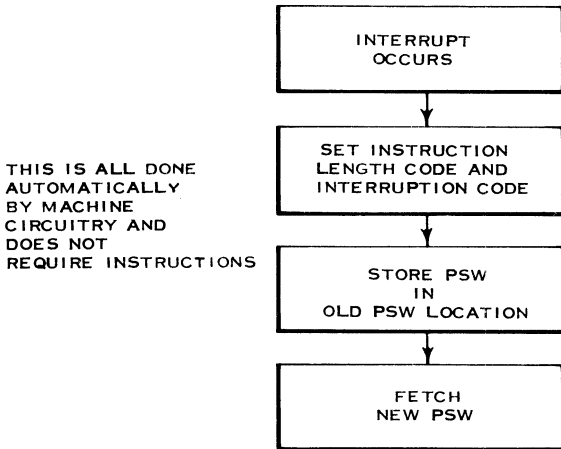 INTERRUPT
OCCURS
SET INSTRUCTION
LENGTH CODE AND
INTERRUPTION CODE
THIS IS ALL DONE
AUTOMATICALLY
BY MACHINE
CIRCUITRY AND
DOES NOT
REQUIRE INSTRUCTIONS
STORE PSW
IN
OLD PSW LOCATION
FETCH
NEW PSW